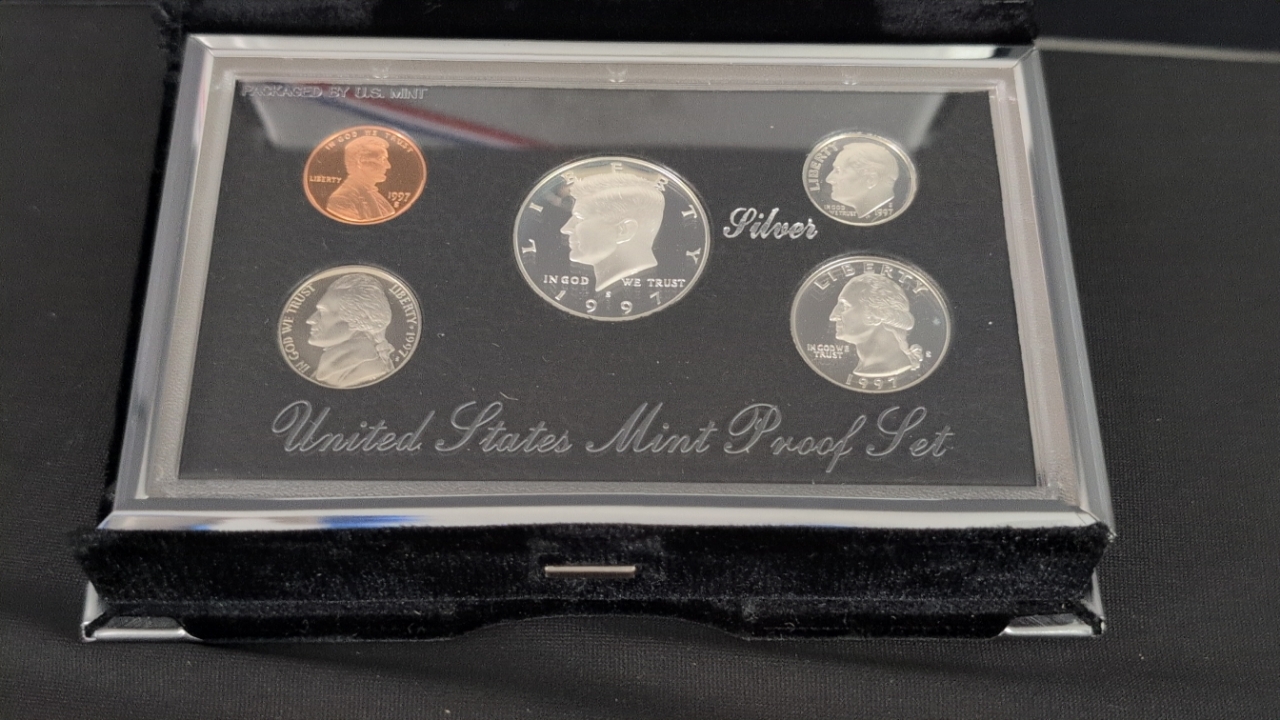 PACKAGED BY U.S. MINT
IN GOD WE TRUST
LIBERTY
1997
S
LIBERTY
IN GOD WE TRUST
S
1997
Silver
LIBERTY
IN GOD
WE TRUST
S
1997
IN GOD WE TRUST
LIBERTY · 1997
LIBERTY
IN GOD WE
TRUST
S
1997
United States Mint Proof Set